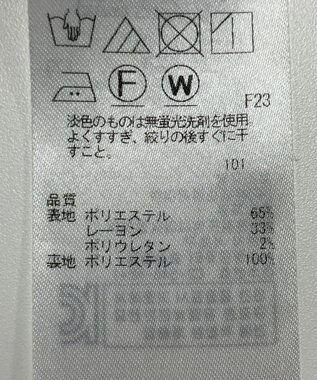 F W
F23
淡色のものは無蛍光洗剤を使用
よくすすぎ、絞りの後すぐに干
すこと。
101
品質
表地 ポリエステル 65%
レーヨン 33%
ポリウレタン 2%
裏地 ポリエステル 100%